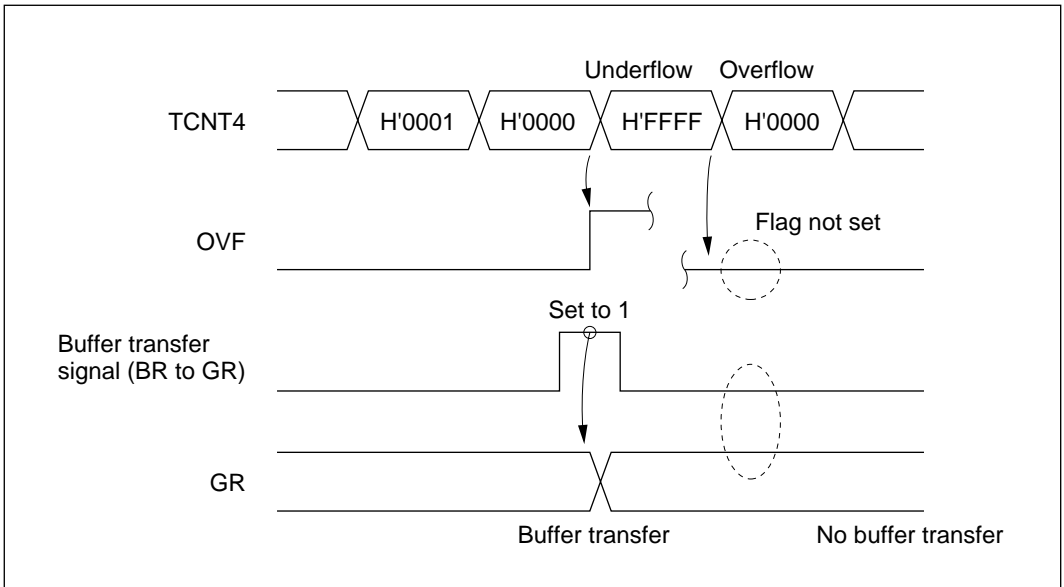 Underflow Overflow
TCNT4 H'0001 H'0000 H'FFFF H'0000
Flag not set
OVF
Set to 1
Buffer transfer
signal (BR to GR)
GR
Buffer transfer No buffer transfer